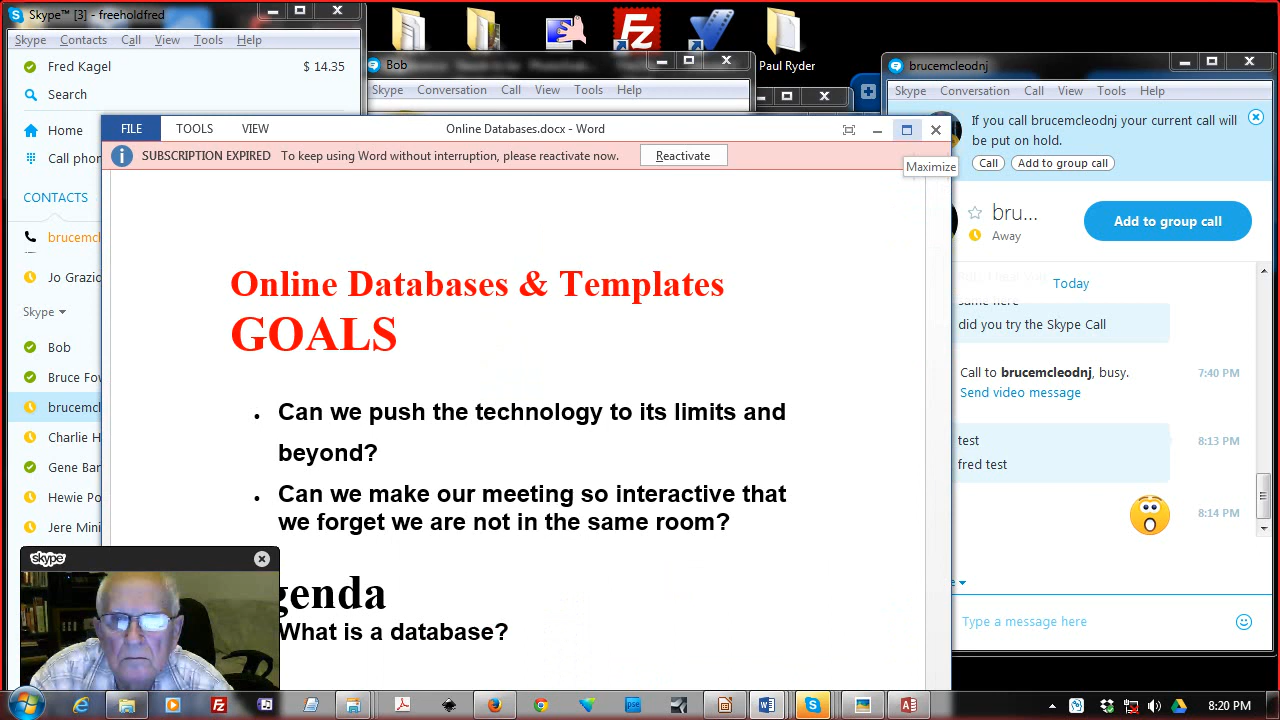 Skype™ [3] - freeholdfred
Skype Contacts Call View Tools Help
Fred Kagel $ 14.35
Search
Home
Call phon
CONTACTS
brucemcl
Jo Grazio
Skype
Bob
Bruce Fow
brucemcl
Charlie H
Gene Bar
Hewie Po
Jere Mini
Paul Ryder
Bob
Skype Conversation Call View Tools Help
brucemcleodnj
Skype Conversation Call View Tools Help
If you call brucemcleodnj your current call will
be put on hold.
Call Add to group call
bru...
Away
Add to group call
Today
did you try the Skype Call
Call to brucemcleodnj, busy. 7:40 PM
Send video message
test 8:13 PM
fred test
8:14 PM
Type a message here
FILE TOOLS VIEW Online Databases.docx - Word
SUBSCRIPTION EXPIRED To keep using Word without interruption, please reactivate now. Reactivate
Maximize
Online Databases & Templates
GOALS
• Can we push the technology to its limits and
beyond?
• Can we make our meeting so interactive that
we forget we are not in the same room?
genda
What is a database?
skype
8:20 PM